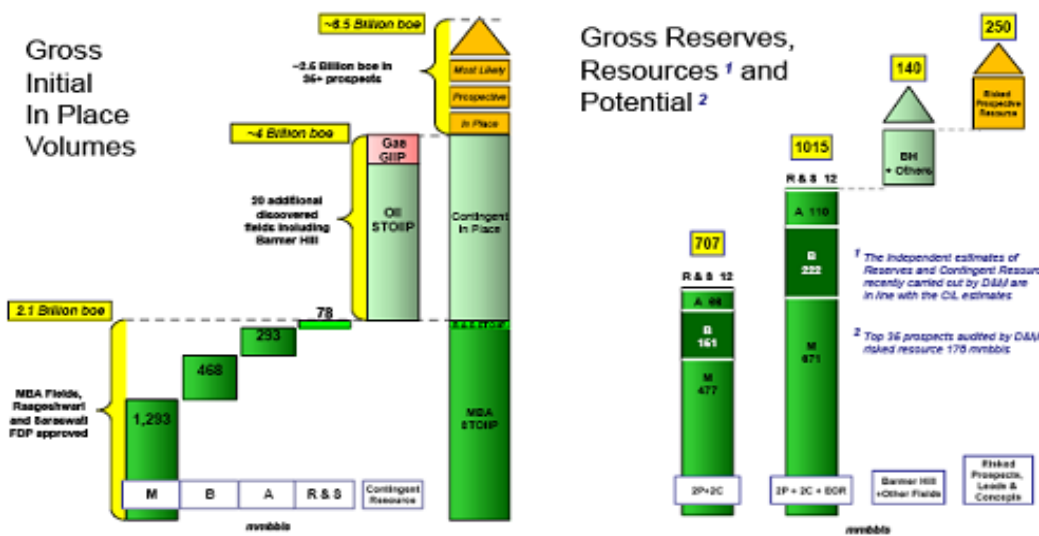 Gross
Initial
In Place
Volumes
~6.5 Billion boe
~2.5 Billion boe in
35+ prospects
Most Likely
Prospective
In Place
~4 Billion boe
Gas
GIIP
20 additional
discovered
fields including
Barmer Hill
Oil
STOIIP
Contingent
In Place
2.1 Billion boe
78
293
468
1,293
R & S STOIIP
MBA Fields,
Raageshwari
and Saraswati
FDP approved
MBA
STOIIP
M
B
A
R & S
Contingent
Resource
mmbbls
Gross Reserves,
Resources 1 and
Potential 2
250
140
Risked
Prospective
Resource
1015
BH
+ Others
R & S 12
A 110
B
222
M
671
707
R & S 12
B
151
M
477
1 The independent estimates of
Reserves and Contingent Resour
recently carried out by D&M are
in line with the CIL estimates
2 Top 36 prospects audited by D&M
risked resource 178 mmbbls
2P+2C
2P + 2C + EOR
Barmer Hill
+Other Fields
Risked
Prospects,
Leads &
Concepts
mmbbls